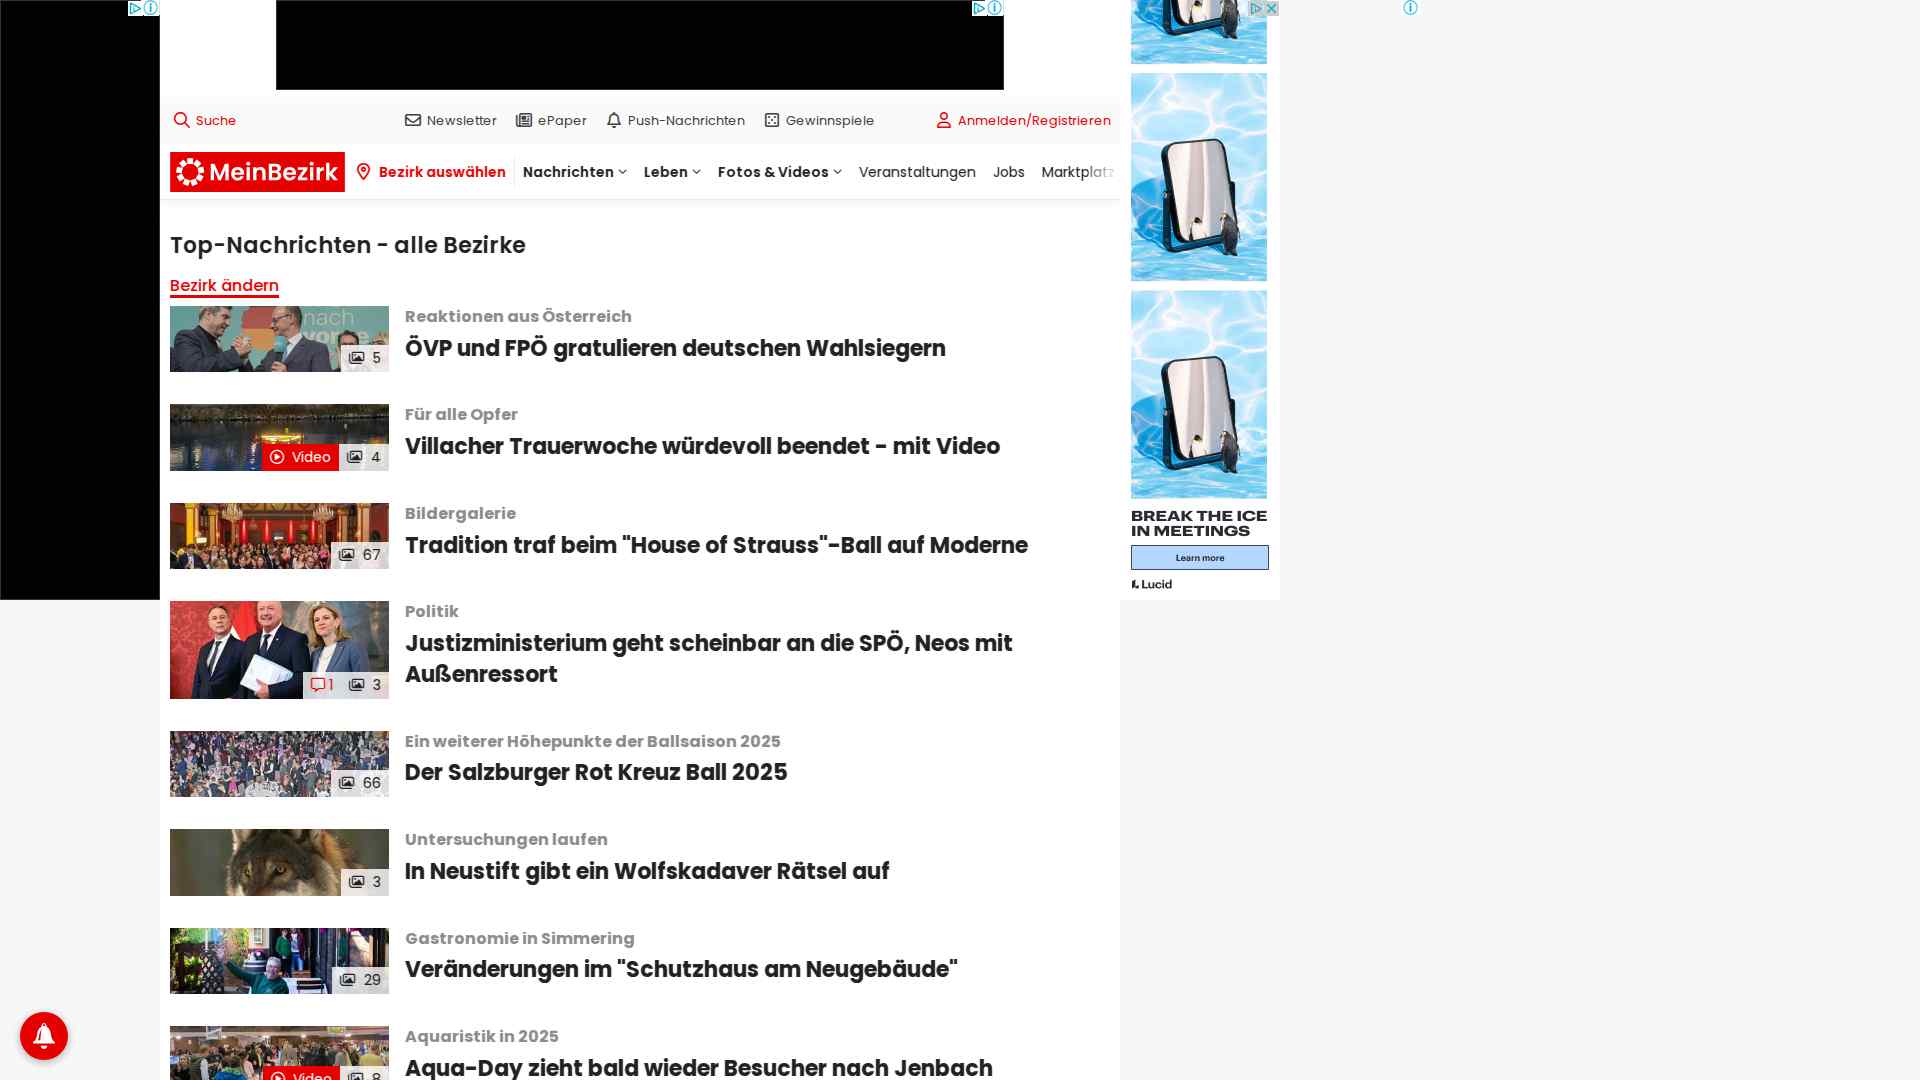 Suche
Newsletter
ePaper
Push-Nachrichten
Gewinnspiele
Anmelden/Registrieren
MeinBezirk
Bezirk auswählen
Nachrichten
Leben
Fotos & Videos
Veranstaltungen
Jobs
Marktplatz
Top-Nachrichten - alle Bezirke
Bezirk ändern
nach
5
Reaktionen aus Österreich
ÖVP und FPÖ gratulieren deutschen Wahlsiegern
Video 4
Für alle Opfer
Villacher Trauerwoche würdevoll beendet - mit Video
67
Bildergalerie
Tradition traf beim "House of Strauss"-Ball auf Moderne
1 3
Politik
Justizministerium geht scheinbar an die SPÖ, Neos mit
Außenressort
66
Ein weiterer Höhepunkte der Ballsaison 2025
Der Salzburger Rot Kreuz Ball 2025
3
Untersuchungen laufen
In Neustift gibt ein Wolfskadaver Rätsel auf
29
Gastronomie in Simmering
Veränderungen im "Schutzhaus am Neugebäude"
Video 8
Aquaristik in 2025
Aqua-Day zieht bald wieder Besucher nach Jenbach
BREAK THE ICE
IN MEETINGS
Learn more
Lucid